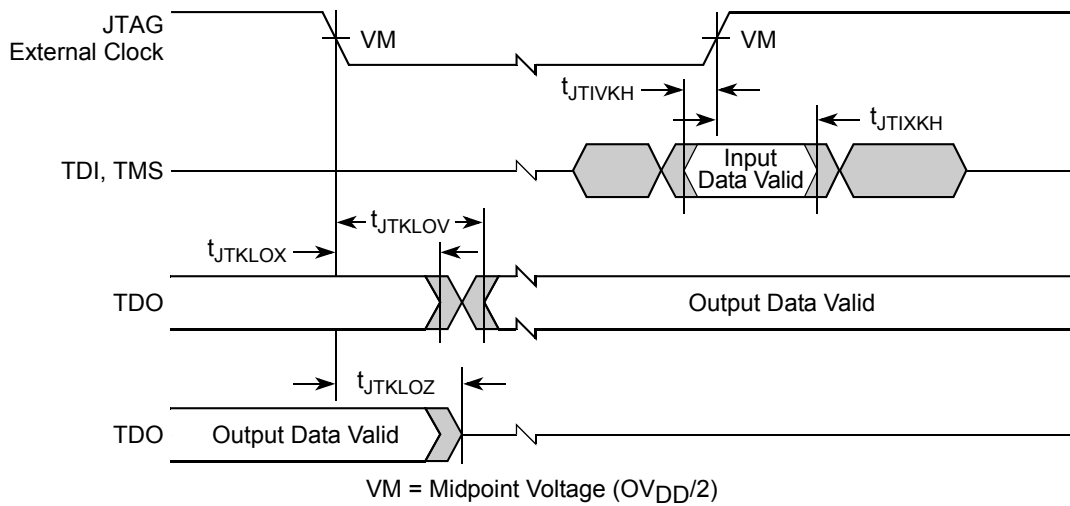 JTAG
External Clock
VM
VM
tJTIVKH
tJTIXKH
TDI, TMS
Input
Data Valid
tJTKLOV
tJTKLOX
TDO
Output Data Valid
tJTKLOZ
TDO
Output Data Valid
VM = Midpoint Voltage (OVDD/2)